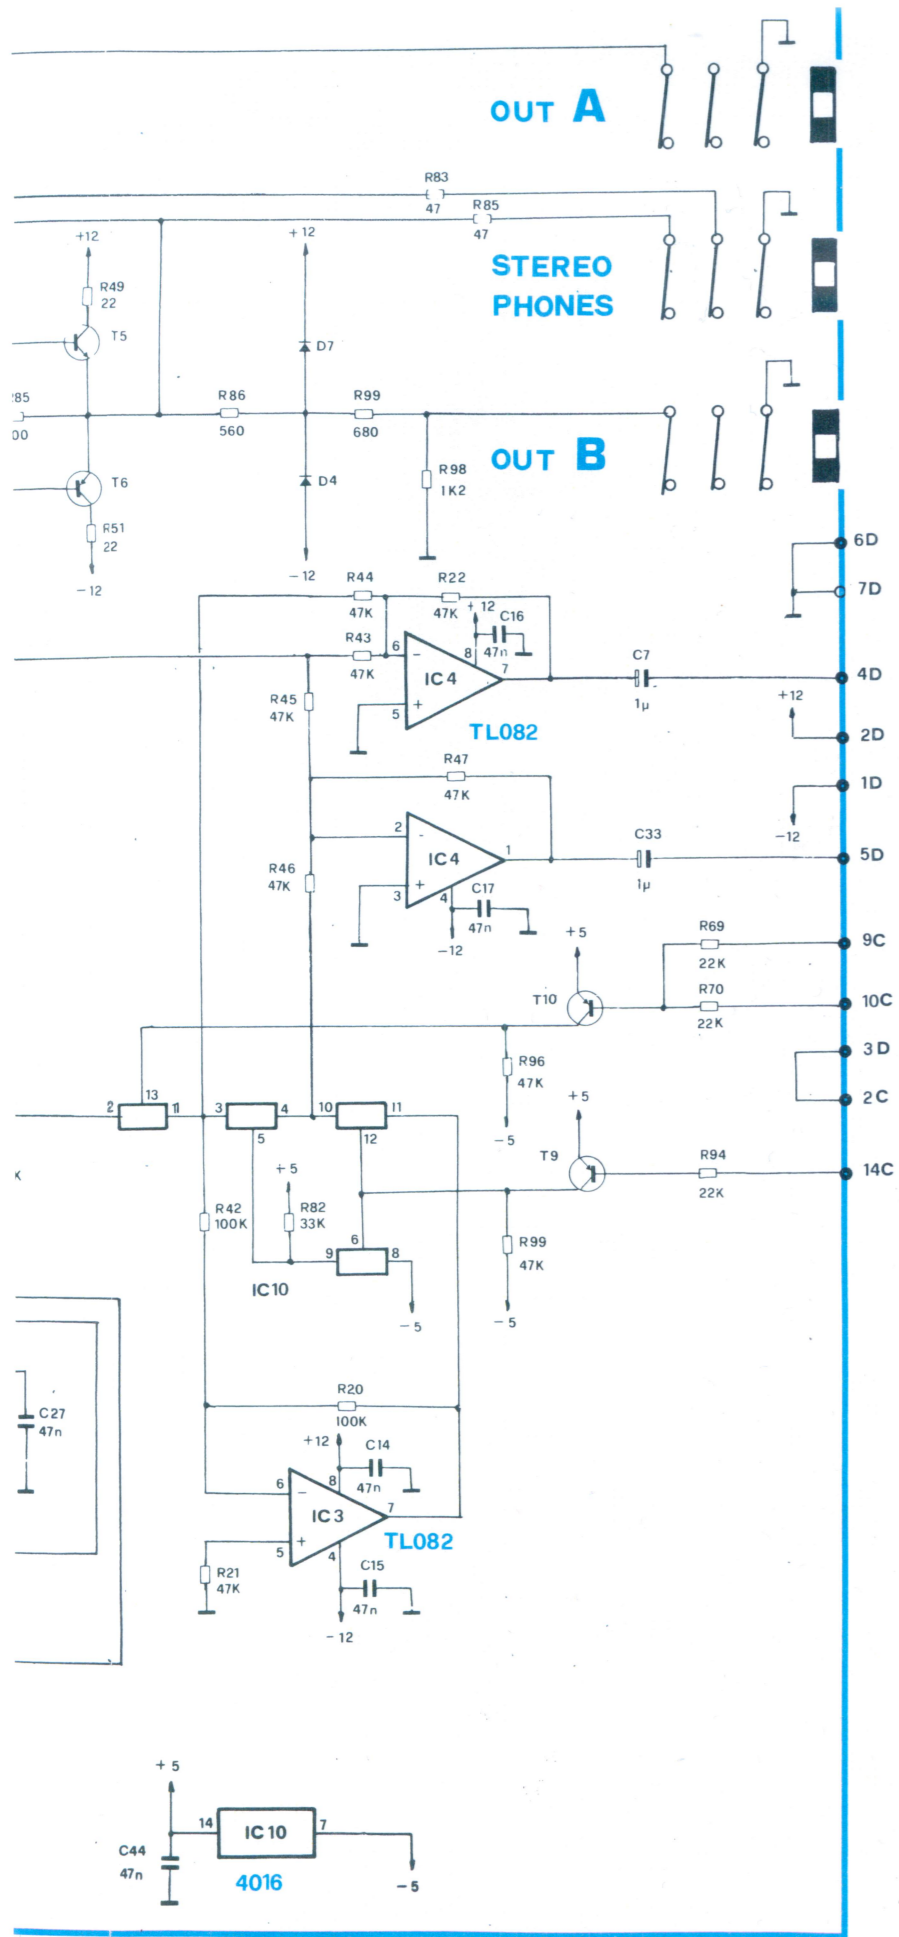 OUT A
R83
47
R85
47
+12
+12
STEREO
PHONES
R49
22
T5
D7
:85
00
R86
560
R99
680
OUT B
T6
D4
R98
1K2
R51
22
-12
-12
6D
7D
R44
47K
R22
47K
+12
C16
47n
R43
47K
6
-
8
7
IC4
5
+
C7
1µ
4D
+12
R45
47K
TL082
2D
R47
47K
1D
-12
2
-
IC4
1
C33
1µ
5D
R46
47K
3
+
4
C17
47n
-12
+5
R69
22K
9C
T10
R70
22K
10C
R96
47K
3D
2C
-5
2
13
11
3
4
5
10
11
12
+5
T9
R94
22K
14C
K
R42
100K
+5
R82
33K
6
9
8
IC10
-5
R99
47K
-5
R20
100K
C27
47n
+12
C14
47n
6
-
8
IC3
7
TL082
5
+
4
R21
47K
C15
47n
-12
+5
14
IC10
7
C44
47n
4016
-5